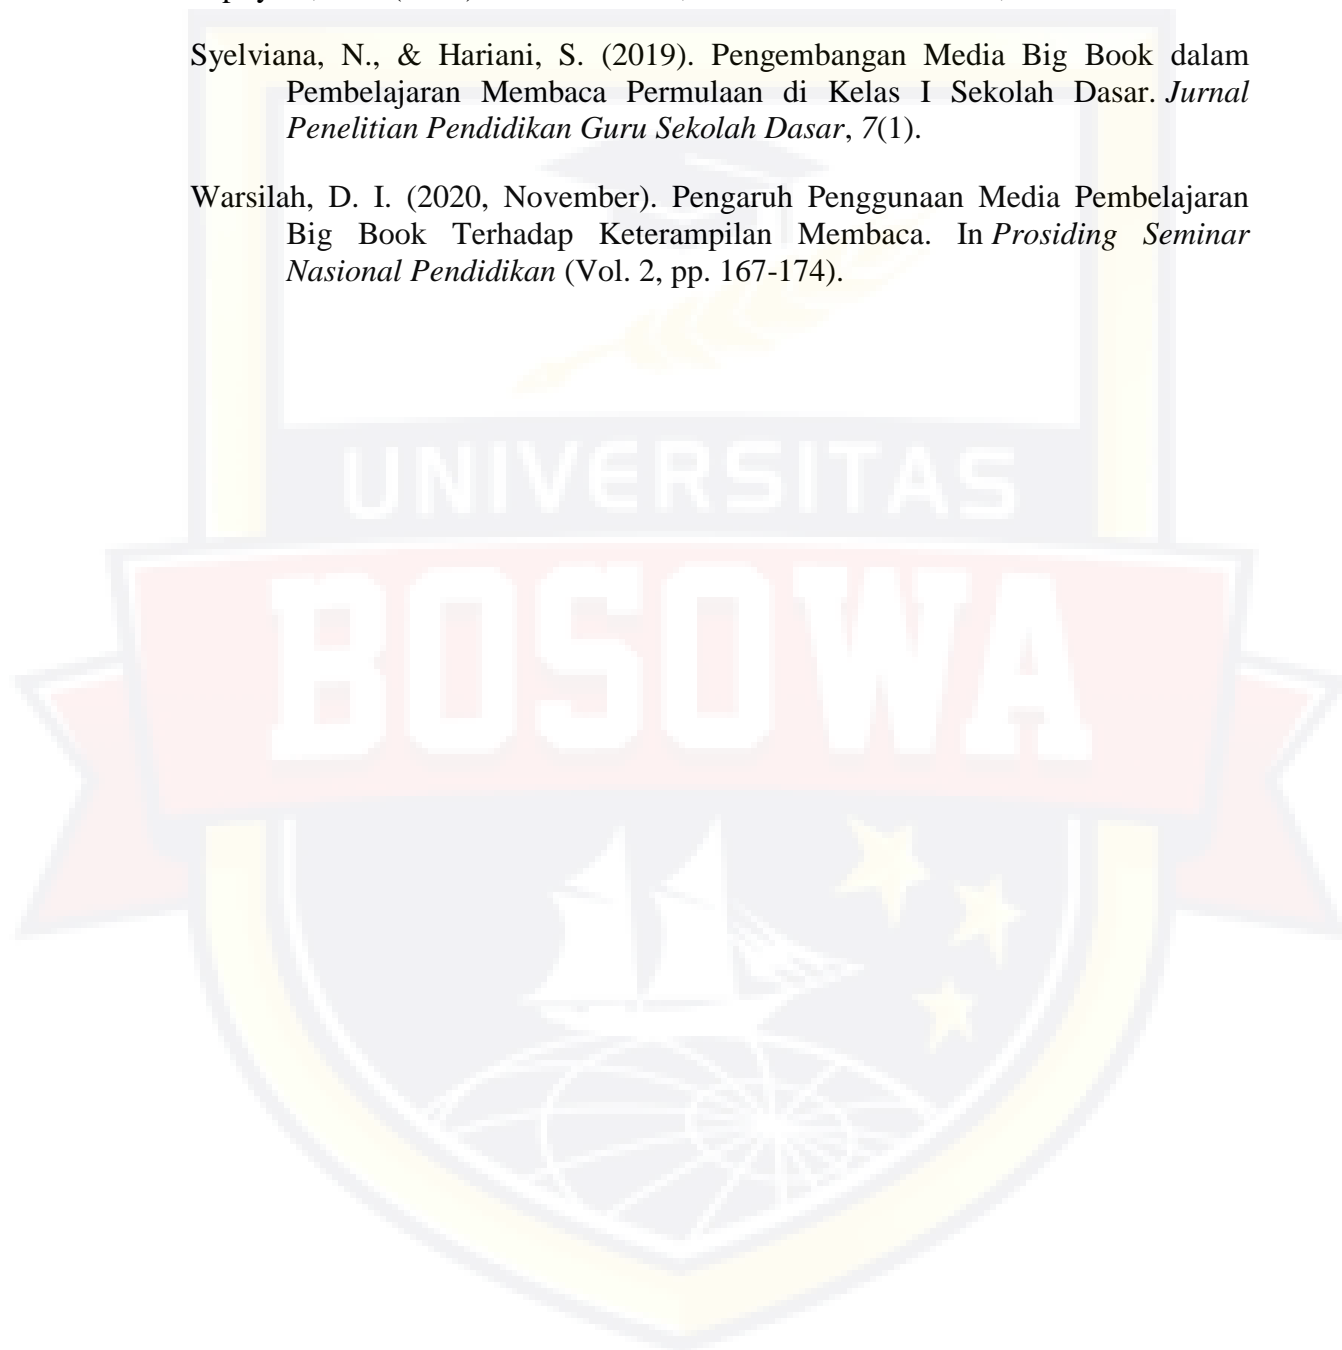 Syelviana, N., & Hariani, S. (2019). Pengembangan Media Big Book dalam
Pembelajaran Membaca Permulaan di Kelas I Sekolah Dasar. Jurnal
Penelitian Pendidikan Guru Sekolah Dasar, 7(1).
Warsilah, D. I. (2020, November). Pengaruh Penggunaan Media Pembelajaran
Big Book Terhadap Keterampilan Membaca. In Prosiding Seminar
Nasional Pendidikan (Vol. 2, pp. 167-174).
UNIVERSITAS
BOSOWA